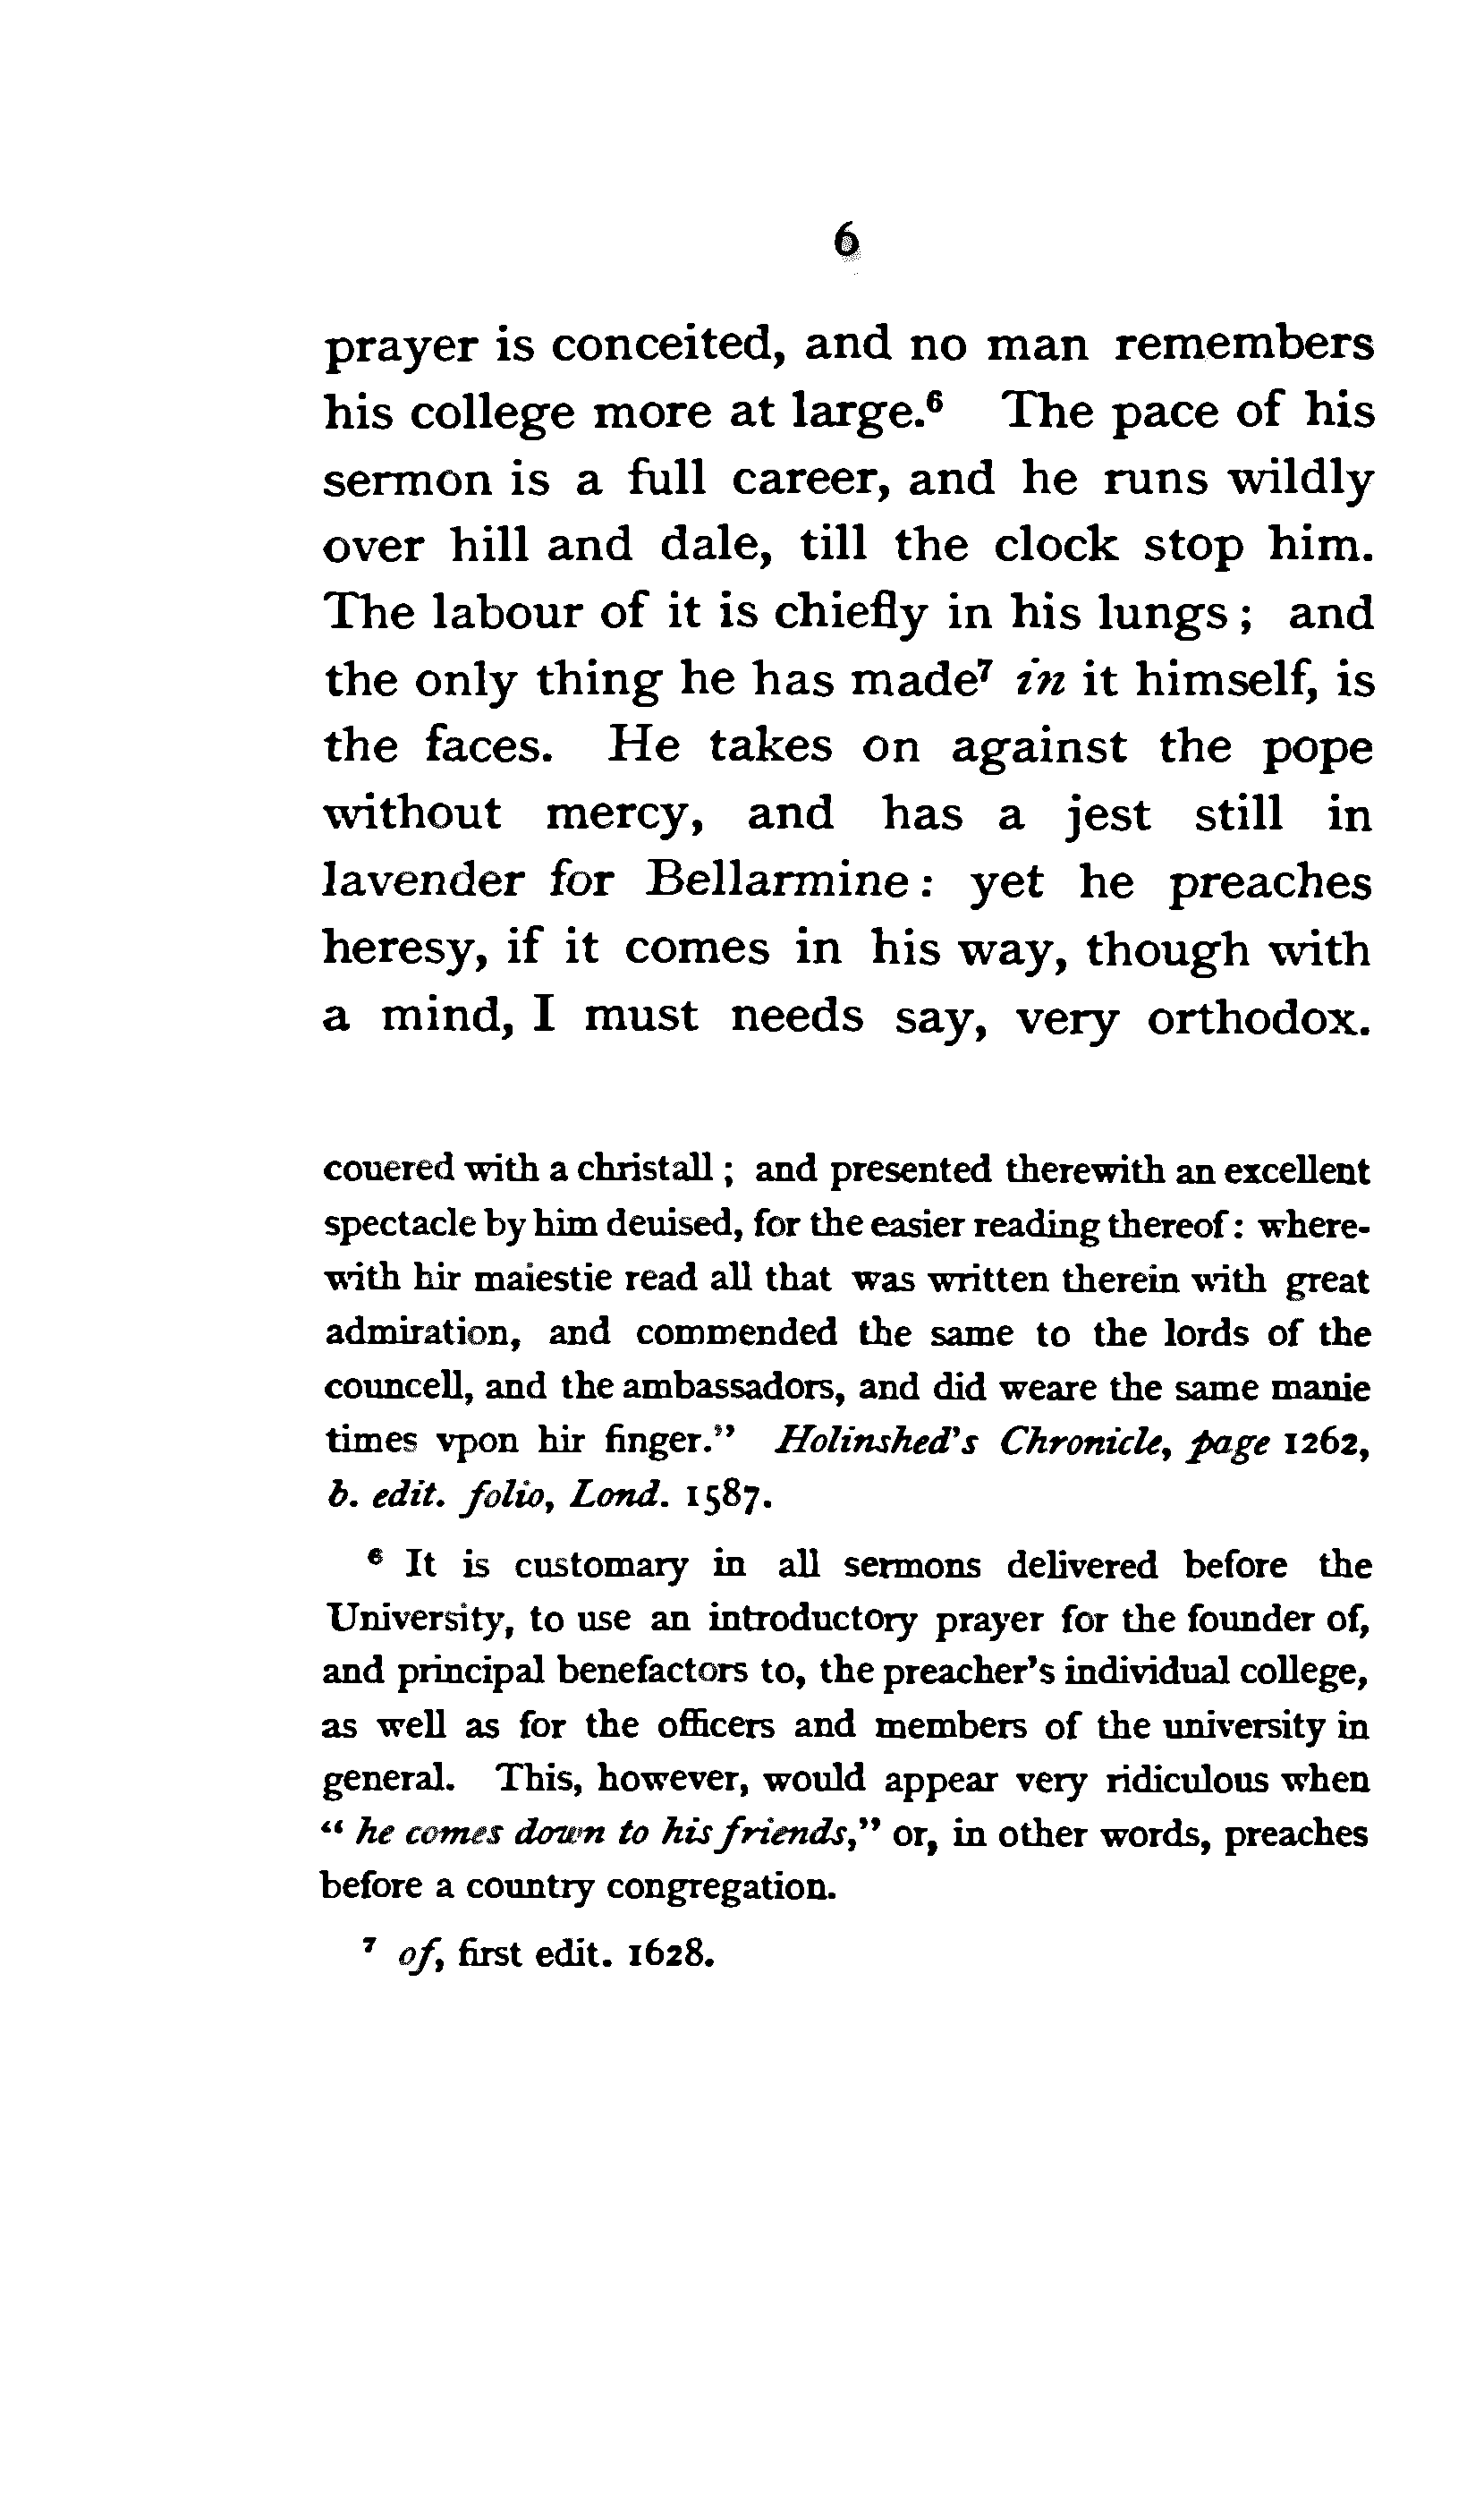 6
prayer is conceited, and no man remembers
his college more at large.⁶ The pace of his
sermon is a full career, and he runs wildly
over hill and dale, till the clock stop him.
The labour of it is chiefly in his lungs ; and
the only thing he has made⁷ in it himself, is
the faces. He takes on against the pope
without mercy, and has a jest still in
lavender for Bellarmine : yet he preaches
heresy, if it comes in his way, though with
a mind, I must needs say, very orthodox.
couered with a christall ; and presented therewith an excellent
spectacle by him deuised, for the easier reading thereof : where-
with hir maiestie read all that was written therein with great
admiration, and commended the same to the lords of the
councell, and the ambassadors, and did weare the same manie
times vpon hir finger.” Holinshed's Chronicle, page 1262,
b. edit. folio, Lond. 1587.
⁶ It is customary in all sermons delivered before the
University, to use an introductory prayer for the founder of,
and principal benefactors to, the preacher's individual college,
as well as for the officers and members of the university in
general. This, however, would appear very ridiculous when
“ he comes down to his friends,” or, in other words, preaches
before a country congregation.
⁷ of, first edit. 1628.